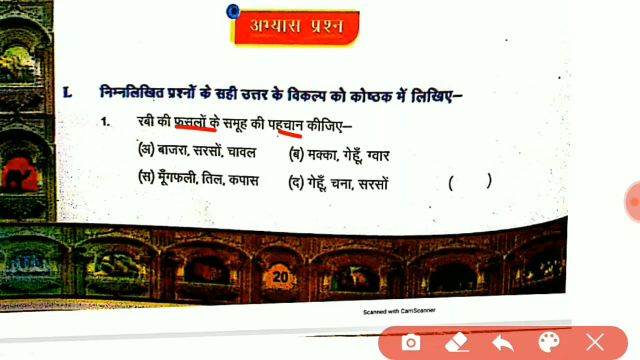 अभ्यास प्रश्न
I. निम्नलिखित प्रश्नों के सही उत्तर के विकल्प को कोष्ठक में लिखिए–
1. रबी की फ़सलों के समूह की पहचान कीजिए–
(अ) बाजरा, सरसों, चावल (ब) मक्का, गेहूँ, ग्वार
(स) मूँगफली, तिल, कपास (द) गेहूँ, चना, सरसों ( )
20
Scanned with CamScanner